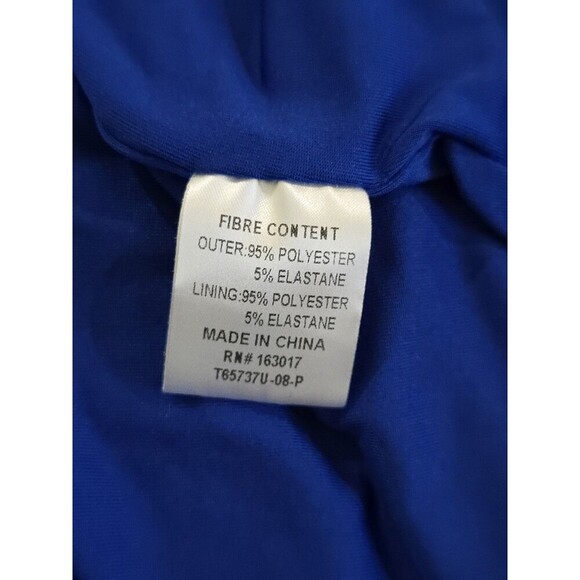 FIBRE CONTENT
OUTER:95% POLYESTER
5% ELASTANE
LINING:95% POLYESTER
5% ELASTANE
MADE IN CHINA
RN# 163017
T65737U-08-P